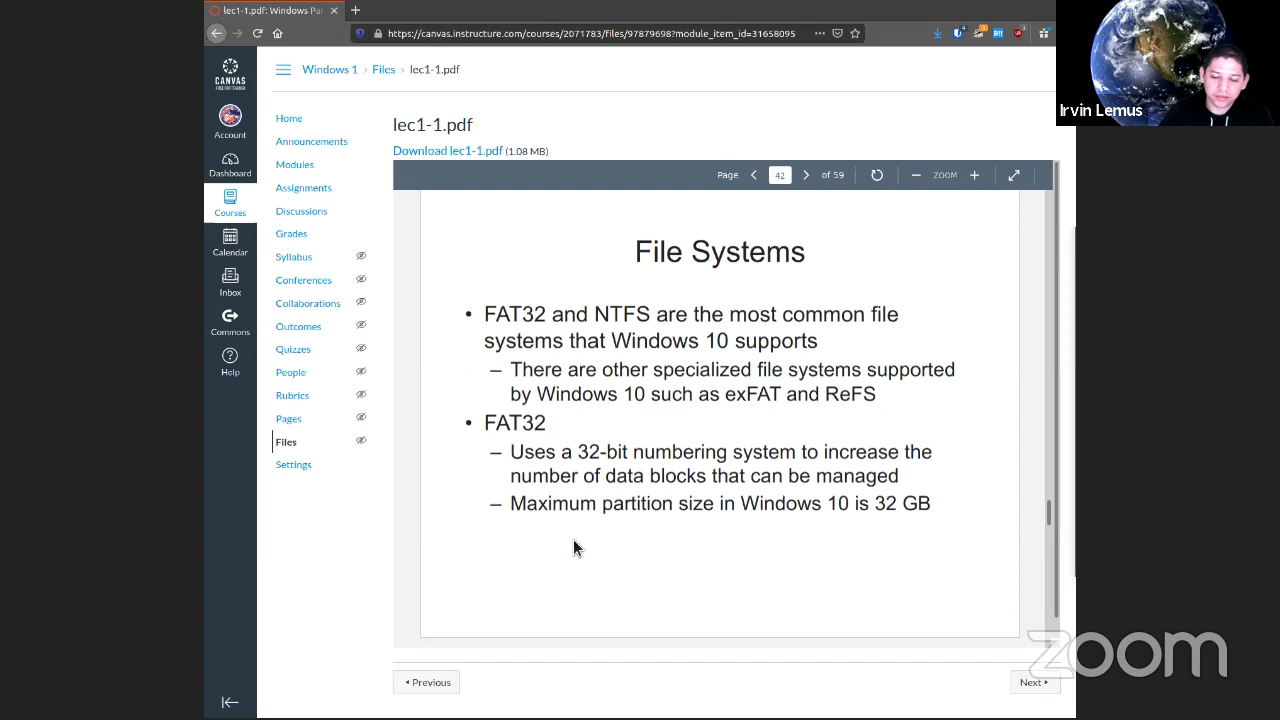 lec1-1.pdf: Windows Par
https://canvas.instructure.com/courses/2071783/files/97879698?module_item_id=31658095
Irvin Lemus
CANVAS
FREE FOR TEACHER
Account
Dashboard
Courses
Calendar
Inbox
Commons
Help
Windows 1 › Files › lec1-1.pdf
Home
Announcements
Modules
Assignments
Discussions
Grades
Syllabus
Conferences
Collaborations
Outcomes
Quizzes
People
Rubrics
Pages
Files
Settings
lec1-1.pdf
Download lec1-1.pdf (1.08 MB)
Page 42 of 59 ZOOM
File Systems
• FAT32 and NTFS are the most common file
systems that Windows 10 supports
– There are other specialized file systems supported
by Windows 10 such as exFAT and ReFS
• FAT32
– Uses a 32-bit numbering system to increase the
number of data blocks that can be managed
– Maximum partition size in Windows 10 is 32 GB
Previous
Next
zoom